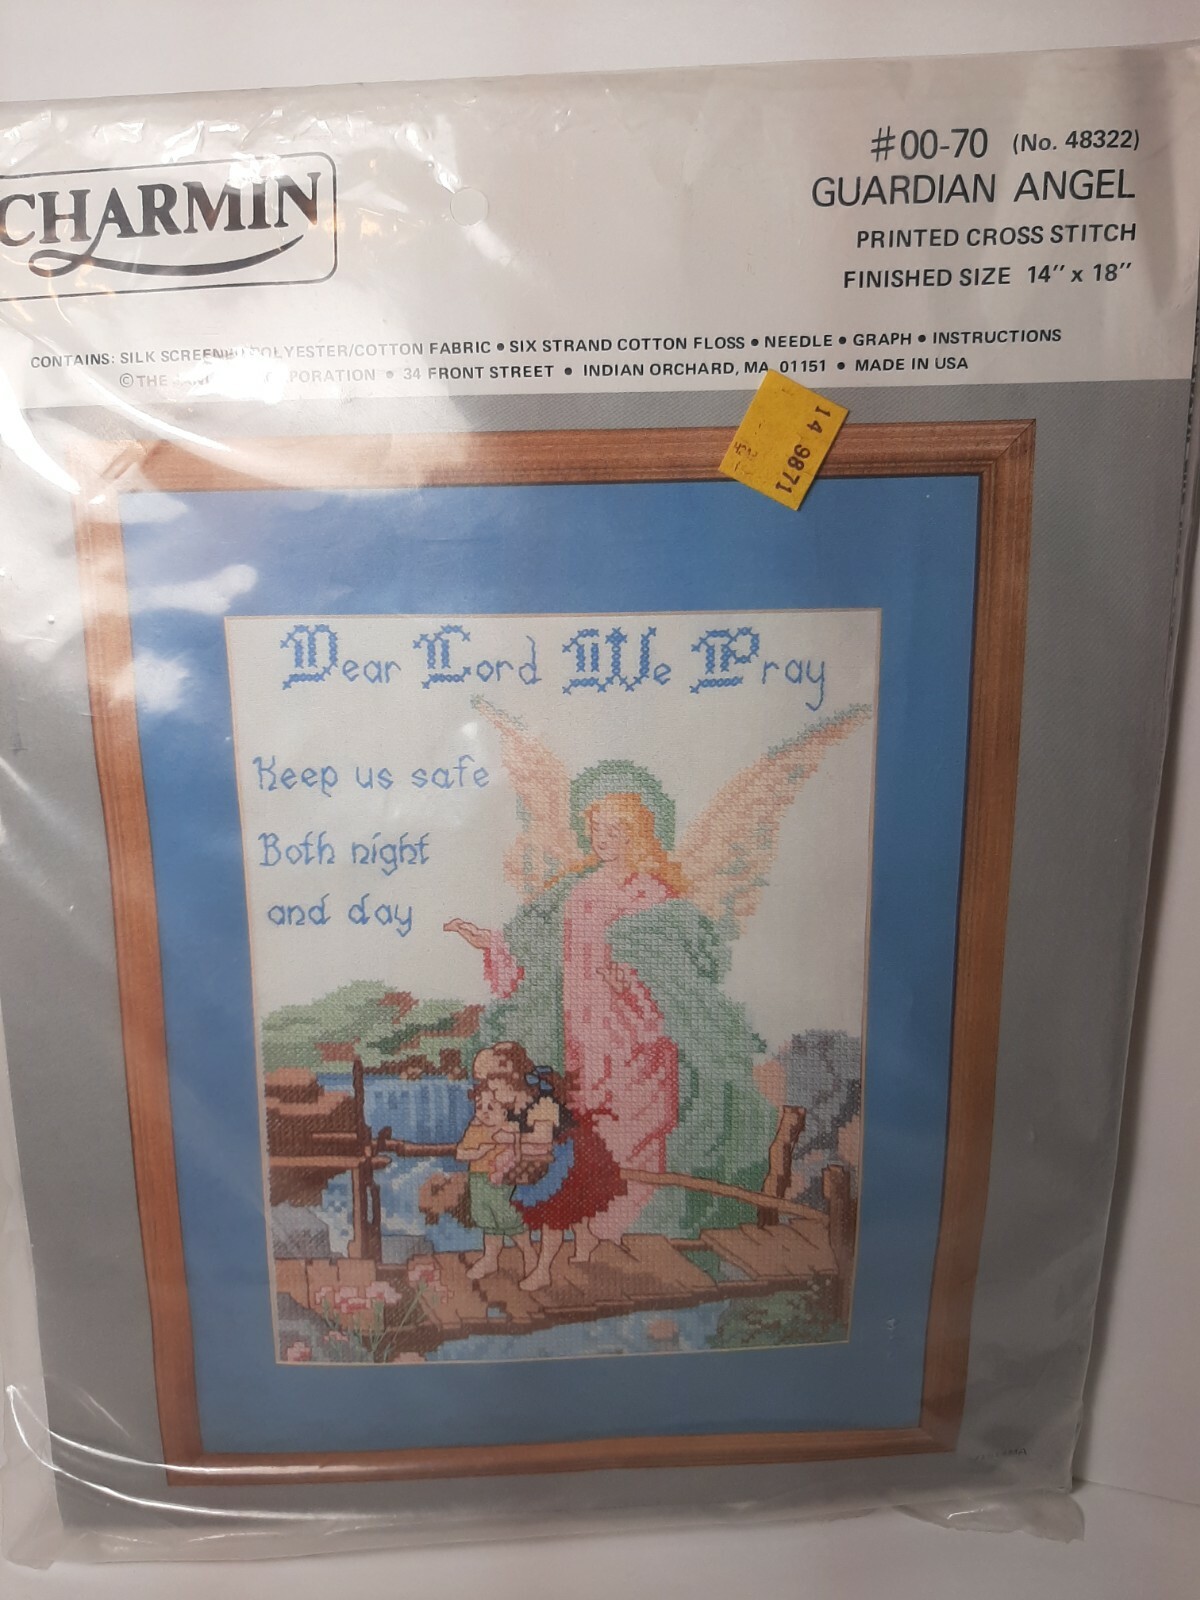 CHARMIN
#00-70 (No. 48322)
GUARDIAN ANGEL
PRINTED CROSS STITCH
FINISHED SIZE 14" x 18"
CONTAINS: SILK SCREENED POLYESTER/COTTON FABRIC • SIX STRAND COTTON FLOSS • NEEDLE • GRAPH • INSTRUCTIONS
© THE CORPORATION • 34 FRONT STREET • INDIAN ORCHARD, MA 01151 • MADE IN USA
14 9871
Dear Lord We Pray
Keep us safe
Both night
and day